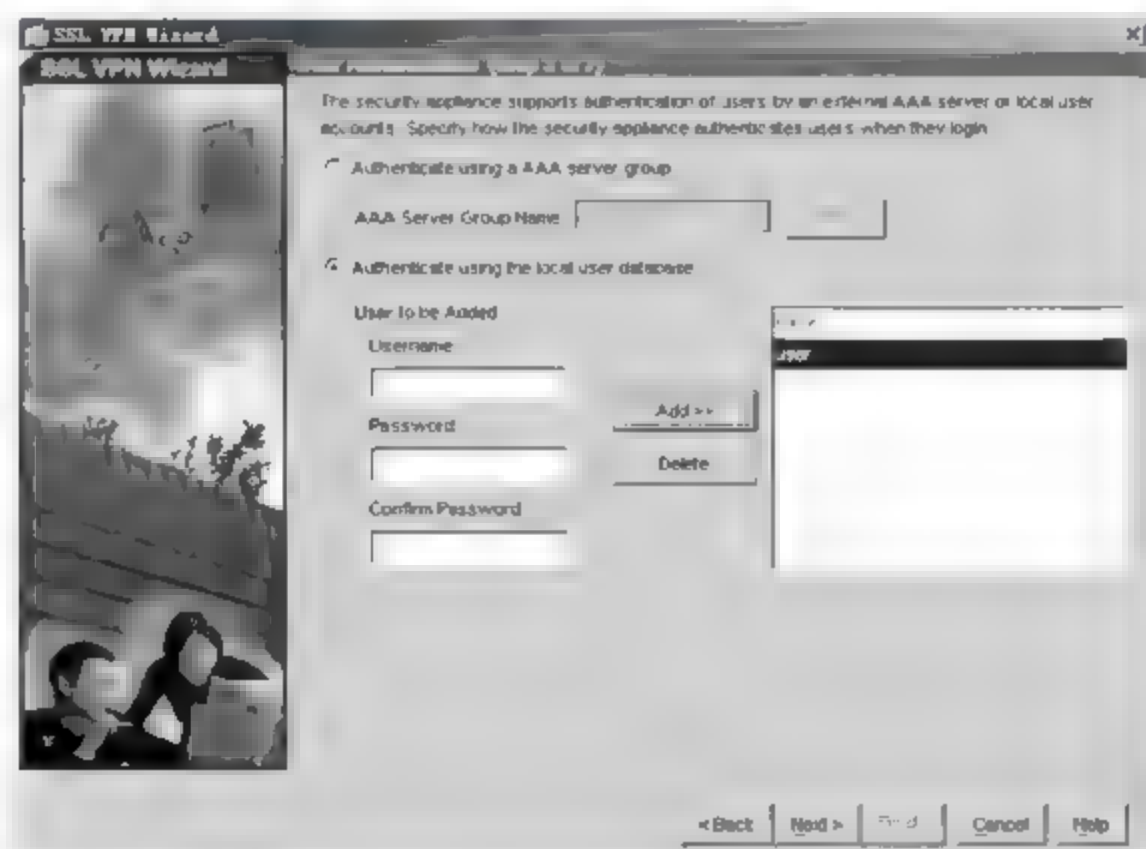 SSL VPN Wizard
SSL VPN Wizard
The security appliance supports authentication of users by an external AAA server or local user
accounts. Specify how the security appliance authenticates users when they login.
Authenticate using a AAA server group
AAA Server Group Name
Authenticate using the local user database
User to be Added
Username
user
Add >>
Password
Delete
Confirm Password
< Back Next > Cancel Help